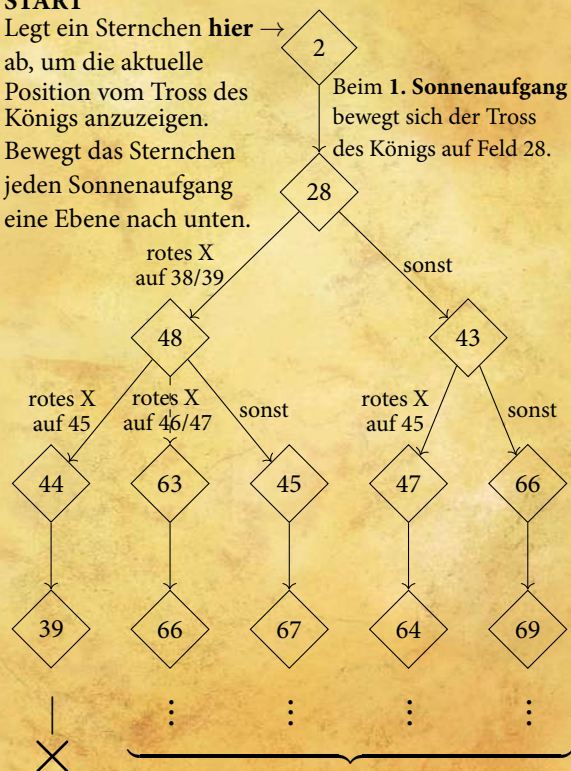 START
Legt ein Sternchen hier →
ab, um die aktuelle
Position vom Tross des
Königs anzuzeigen.
Bewegt das Sternchen
jeden Sonnenaufgang
eine Ebene nach unten.
2
Beim 1. Sonnenaufgang
bewegt sich der Tross
des Königs auf Feld 28.
28
rotes X
auf 38/39
sonst
48
43
rotes X
auf 45
rotes X
auf 46/47
sonst
rotes X
auf 45
sonst
44
63
45
47
66
39
66
67
64
69